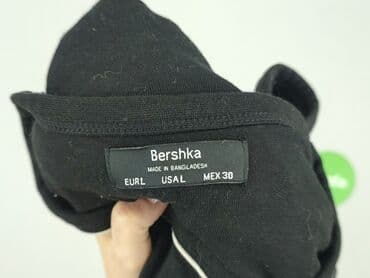 Bershka
MADE IN BANGLADESH
EUR L USA L MEX 30